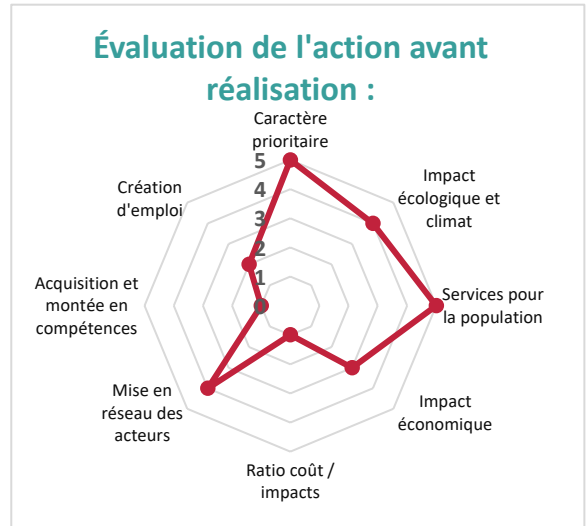 Évaluation de l'action avant
réalisation :
Caractère
prioritaire
Impact
écologique et
climat
Services pour
la population
Impact
économique
Ratio coût /
impacts
Mise en
réseau des
acteurs
Acquisition et
montée en
compétences
Création
d'emploi
5
4
3
2
1
0